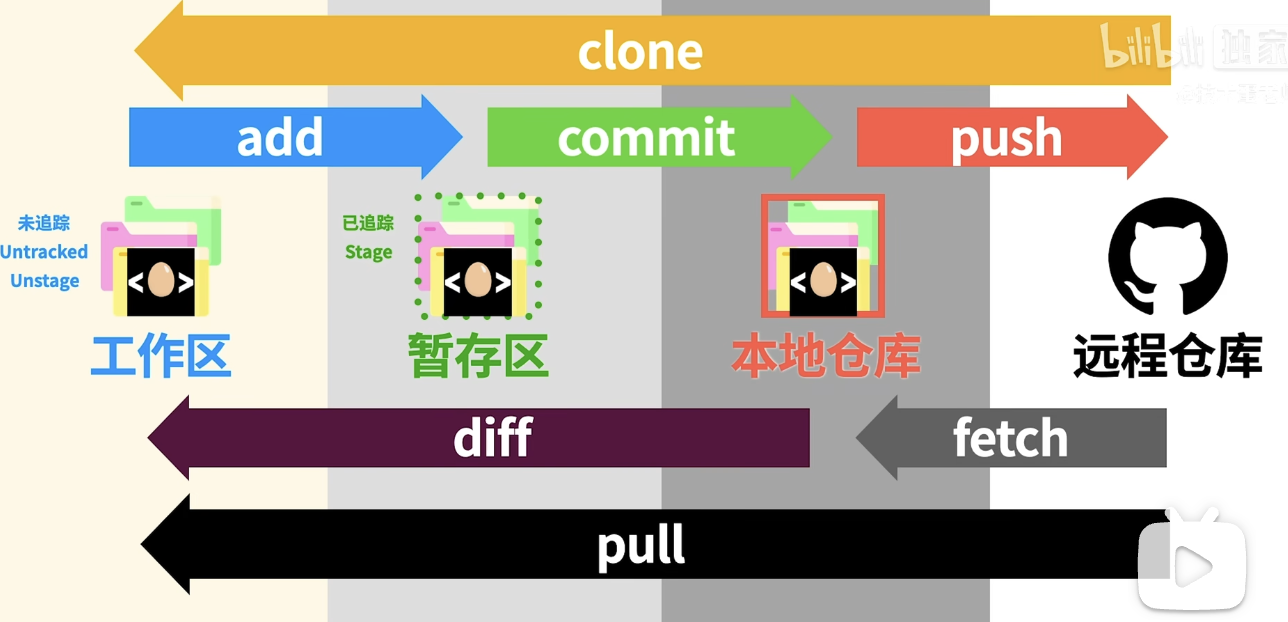 clone
bilibili 独家
add
commit
push
未追踪
Untracked
Unstage
已追踪
Stage
< >
< >
< >
工作区
暂存区
本地仓库
远程仓库
diff
fetch
pull